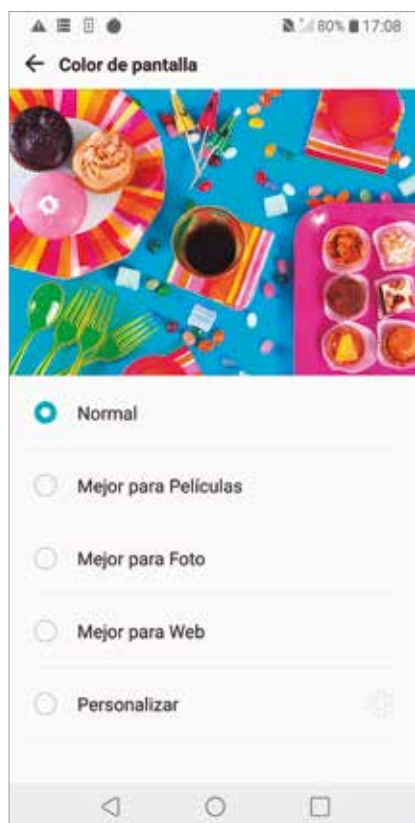 80% 17:08
Color de pantalla
Normal
Mejor para Películas
Mejor para Foto
Mejor para Web
Personalizar